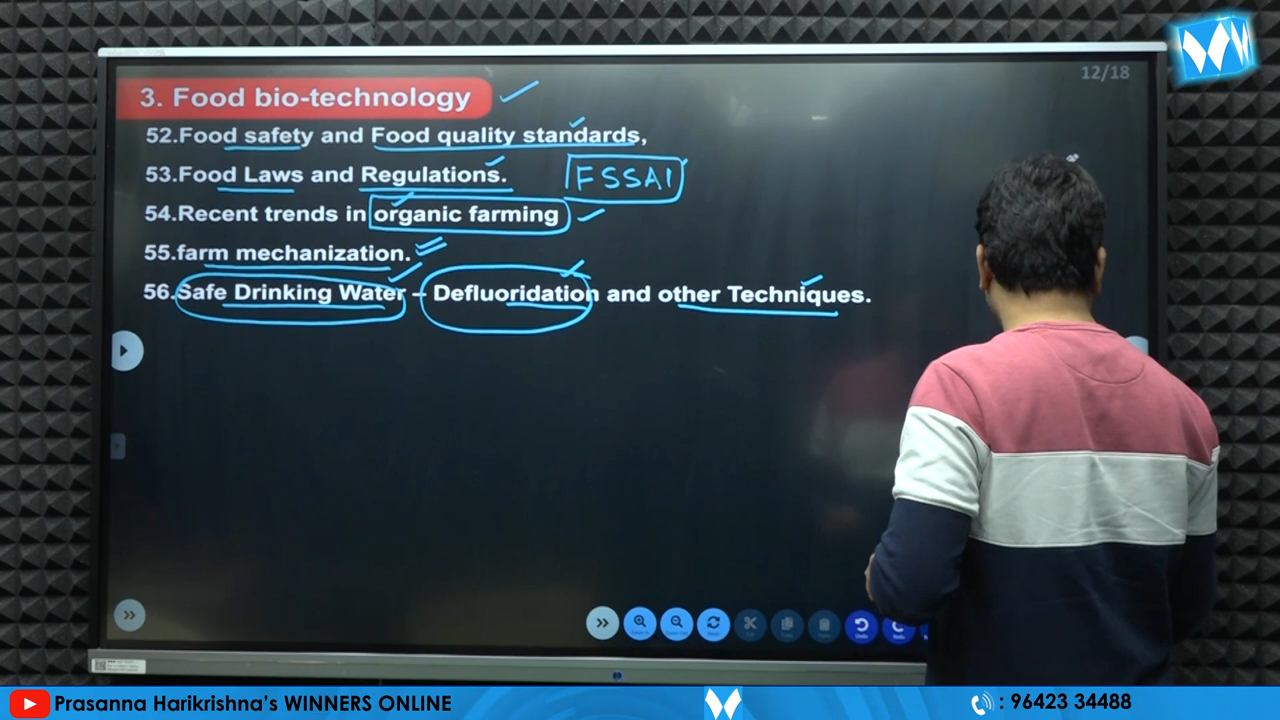 12/18
3. Food bio-technology
52.Food safety and Food quality standards,
53.Food Laws and Regulations. FSSAI
54.Recent trends in organic farming
55.farm mechanization.
56.Safe Drinking Water – Defluoridation and other Techniques.
Prasanna Harikrishna's WINNERS ONLINE
: 96423 34488